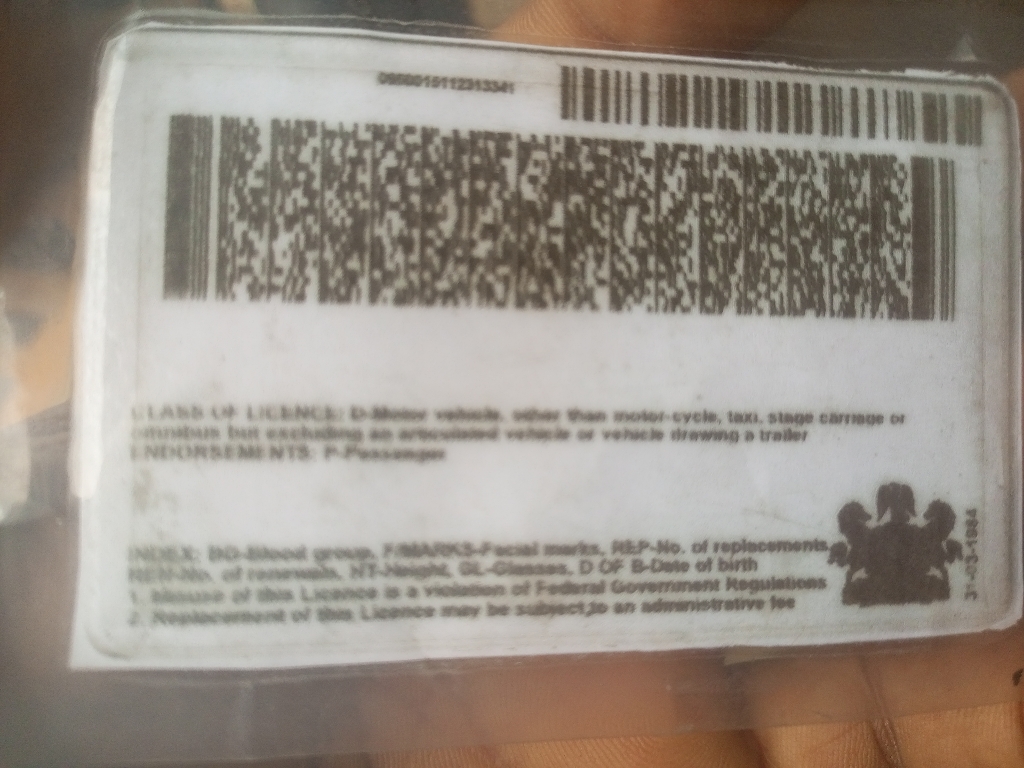 CLASS OF LICENCE: D-Motor vehicle, other than motor-cycle, taxi, stage carriage or
omnibus but excluding an articulated vehicle or vehicle drawing a trailer
ENDORSEMENTS: P-Passenger
INDEX: BG-Blood group, F/MARKS-Facial marks, REP-No. of replacements,
REN-No. of renewals, HT-Height, GL-Glasses, D OF B-Date of birth
1. Misuse of this Licence is a violation of Federal Government Regulations
2. Replacement of this Licence may be subject to an administrative fee
31-03-1984